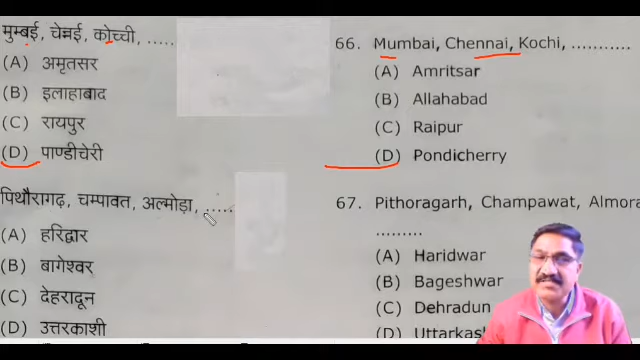 मुम्बई, चेन्नई, कोच्ची, .....
(A) अमृतसर
(B) इलाहाबाद
(C) रायपुर
(D) पाण्डीचेरी
पिथौरागढ़, चम्पावत, अल्मोड़ा, .....
(A) हरिद्वार
(B) बागेश्वर
(C) देहरादून
(D) उत्तरकाशी
66. Mumbai, Chennai, Kochi, ...........
(A) Amritsar
(B) Allahabad
(C) Raipur
(D) Pondicherry
67. Pithoragarh, Champawat, Almora
.........
(A) Haridwar
(B) Bageshwar
(C) Dehradun
(D) Uttarkas